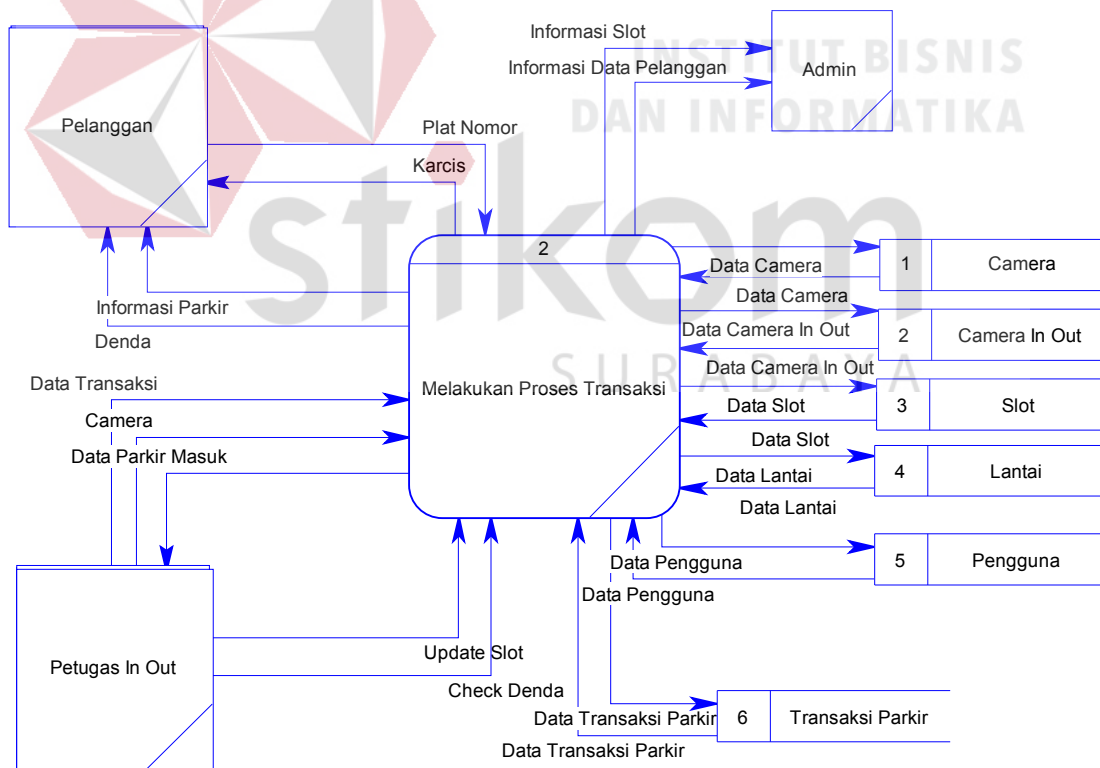 Informasi Slot
Informasi Data Pelanggan
Admin
INSTITUT BISNIS
DAN INFORMATIKA
Pelanggan
Plat Nomor
Karcis
stikom
SURABAYA
2
Melakukan Proses Transaksi
Informasi Parkir
Denda
Data Camera
1 Camera
Data Camera
Data Camera In Out
2 Camera In Out
Data Camera In Out
Data Slot
3 Slot
Data Slot
Data Lantai
4 Lantai
Data Lantai
Data Transaksi
Camera
Data Parkir Masuk
Data Pengguna
5 Pengguna
Data Pengguna
Petugas In Out
Update Slot
Check Denda
Data Transaksi Parkir
6 Transaksi Parkir
Data Transaksi Parkir